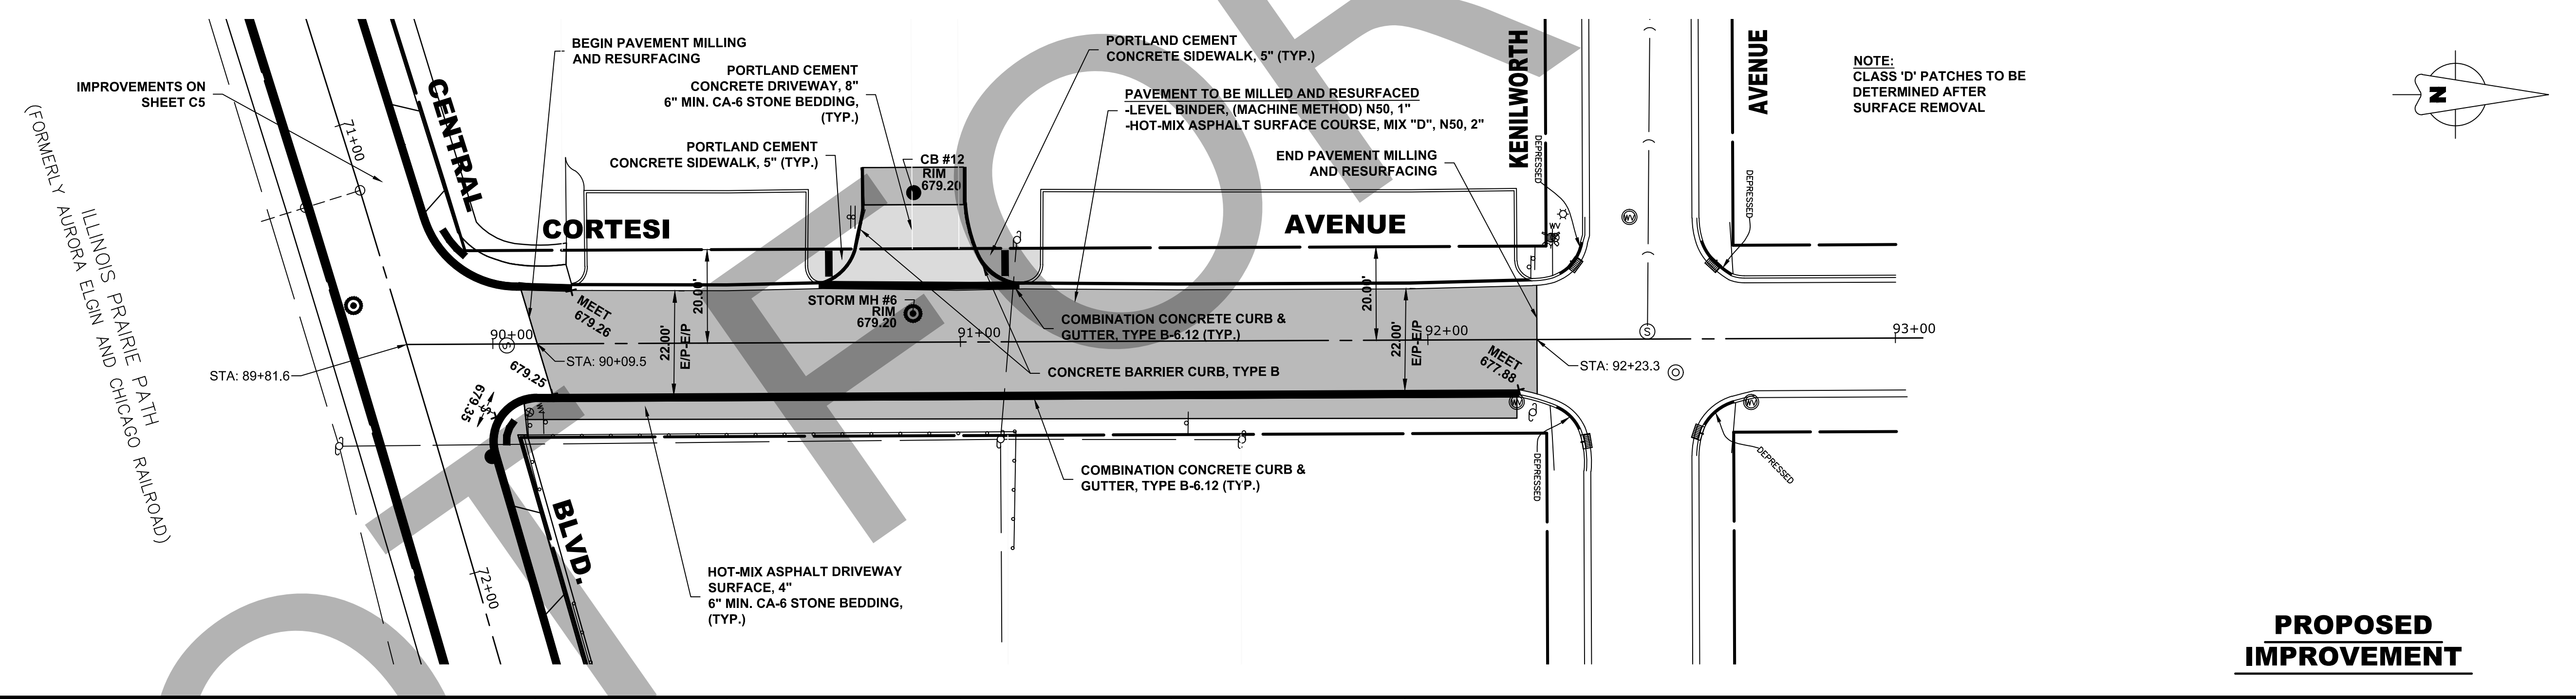 BEGIN PAVEMENT MILLING
AND RESURFACING
PORTLAND CEMENT
CONCRETE DRIVEWAY, 8"
6" MIN. CA-6 STONE BEDDING,
(TYP.)
PORTLAND CEMENT
CONCRETE SIDEWALK, 5" (TYP.)
PORTLAND CEMENT
CONCRETE SIDEWALK, 5" (TYP.)
PAVEMENT TO BE MILLED AND RESURFACED
-LEVEL BINDER, (MACHINE METHOD) N50, 1"
-HOT-MIX ASPHALT SURFACE COURSE, MIX "D", N50, 2"
END PAVEMENT MILLING
AND RESURFACING
KENILWORTH
AVENUE
NOTE:
CLASS 'D' PATCHES TO BE
DETERMINED AFTER
SURFACE REMOVAL
N
IMPROVEMENTS ON
SHEET C5
ILLINOIS PRAIRIE PATH
(FORMERLY AURORA ELGIN AND CHICAGO RAILROAD)
CENTRAL
71+00
CORTESI
AVENUE
CB #12
RIM
679.20
DEPRESSED
DEPRESSED
WV
WV
MEET
679.26
20.00'
22.00'
E/P-E/P
STORM MH #6
RIM
679.20
90+00
S
STA: 90+09.5
91+00
COMBINATION CONCRETE CURB &
GUTTER, TYPE B-6.12 (TYP.)
CONCRETE BARRIER CURB, TYPE B
20.00'
22.00'
E/P-E/P
92+00
MEET
677.88
STA: 92+23.3
S
93+00
STA: 89+81.6
679.25
679.35
S
WV
WV
WV
COMBINATION CONCRETE CURB &
GUTTER, TYPE B-6.12 (TYP.)
DEPRESSED
DEPRESSED
BLVD.
72+00
HOT-MIX ASPHALT DRIVEWAY
SURFACE, 4"
6" MIN. CA-6 STONE BEDDING,
(TYP.)
PROPOSED
IMPROVEMENT
OT FOR